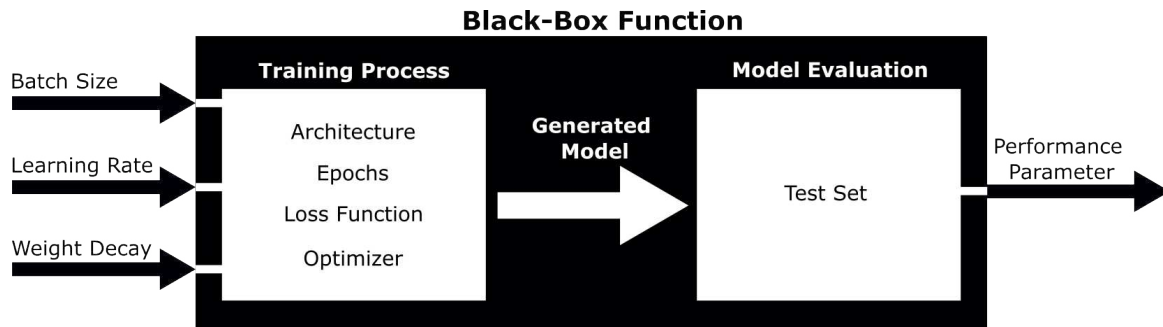 Black-Box Function
Training Process
Model Evaluation
Batch Size
Learning Rate
Weight Decay
Architecture
Epochs
Loss Function
Optimizer
Generated
Model
Test Set
Performance
Parameter